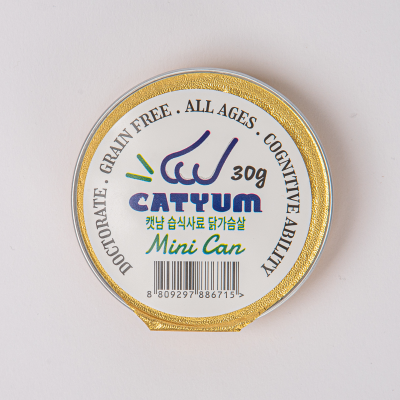 DOCTORATE . GRAIN FREE . ALL AGES . COGNITIVE ABILITY
30g
CATYUM
캣냠 습식사료 닭가슴살
Mini Can
8 809297 886715 >